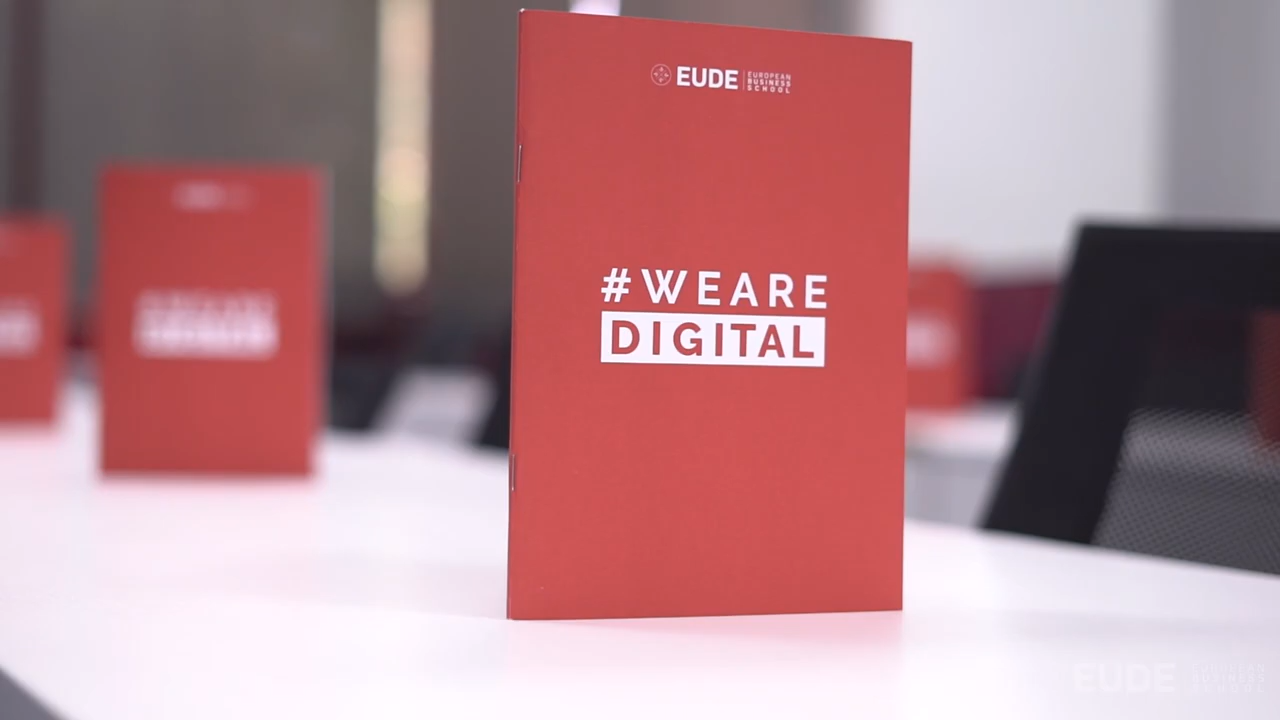 EUDE
EUROPEAN
BUSINESS
SCHOOL
#WEARE
DIGITAL
EUDE
EUROPEAN
BUSINESS
SCHOOL